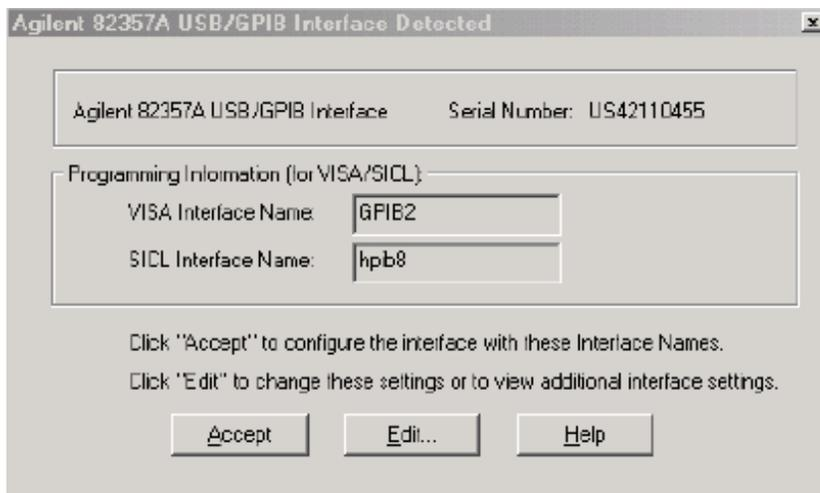 Agilent 82357A USB/GPIB Interface Detected
Agilent 82357A USB/GPIB Interface Serial Number: US42110455
Programming Information (for VISA/SICL):
VISA Interface Name: GPIB2
SICL Interface Name: hpib8
Click "Accept" to configure the interface with these Interface Names.
Click "Edit" to change these settings or to view additional interface settings.
Accept Edit... Help